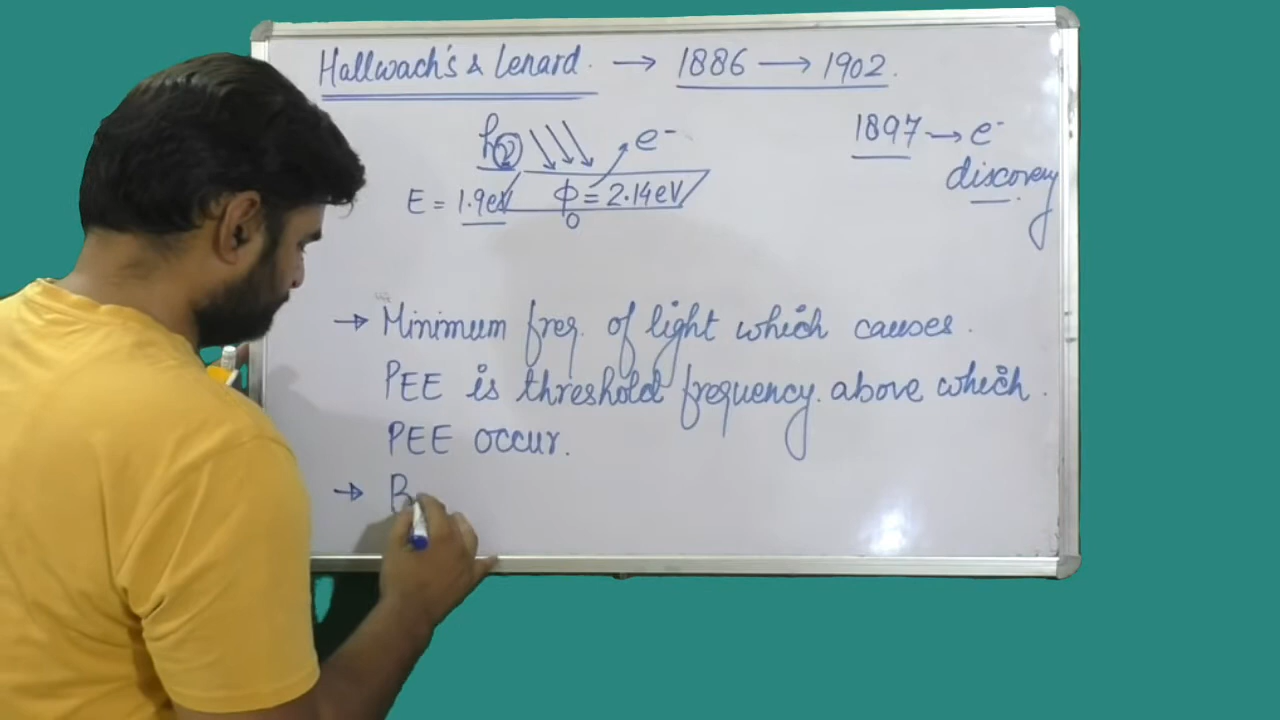 Hallwach's & Lenard. → 1886 → 1902.
hν e⁻
1897 → e⁻
discovery
E = 1.9eV ϕ₀ = 2.14eV
→ Minimum freq. of light which causes.
PEE is threshold frequency. above which.
PEE occur.
→ B